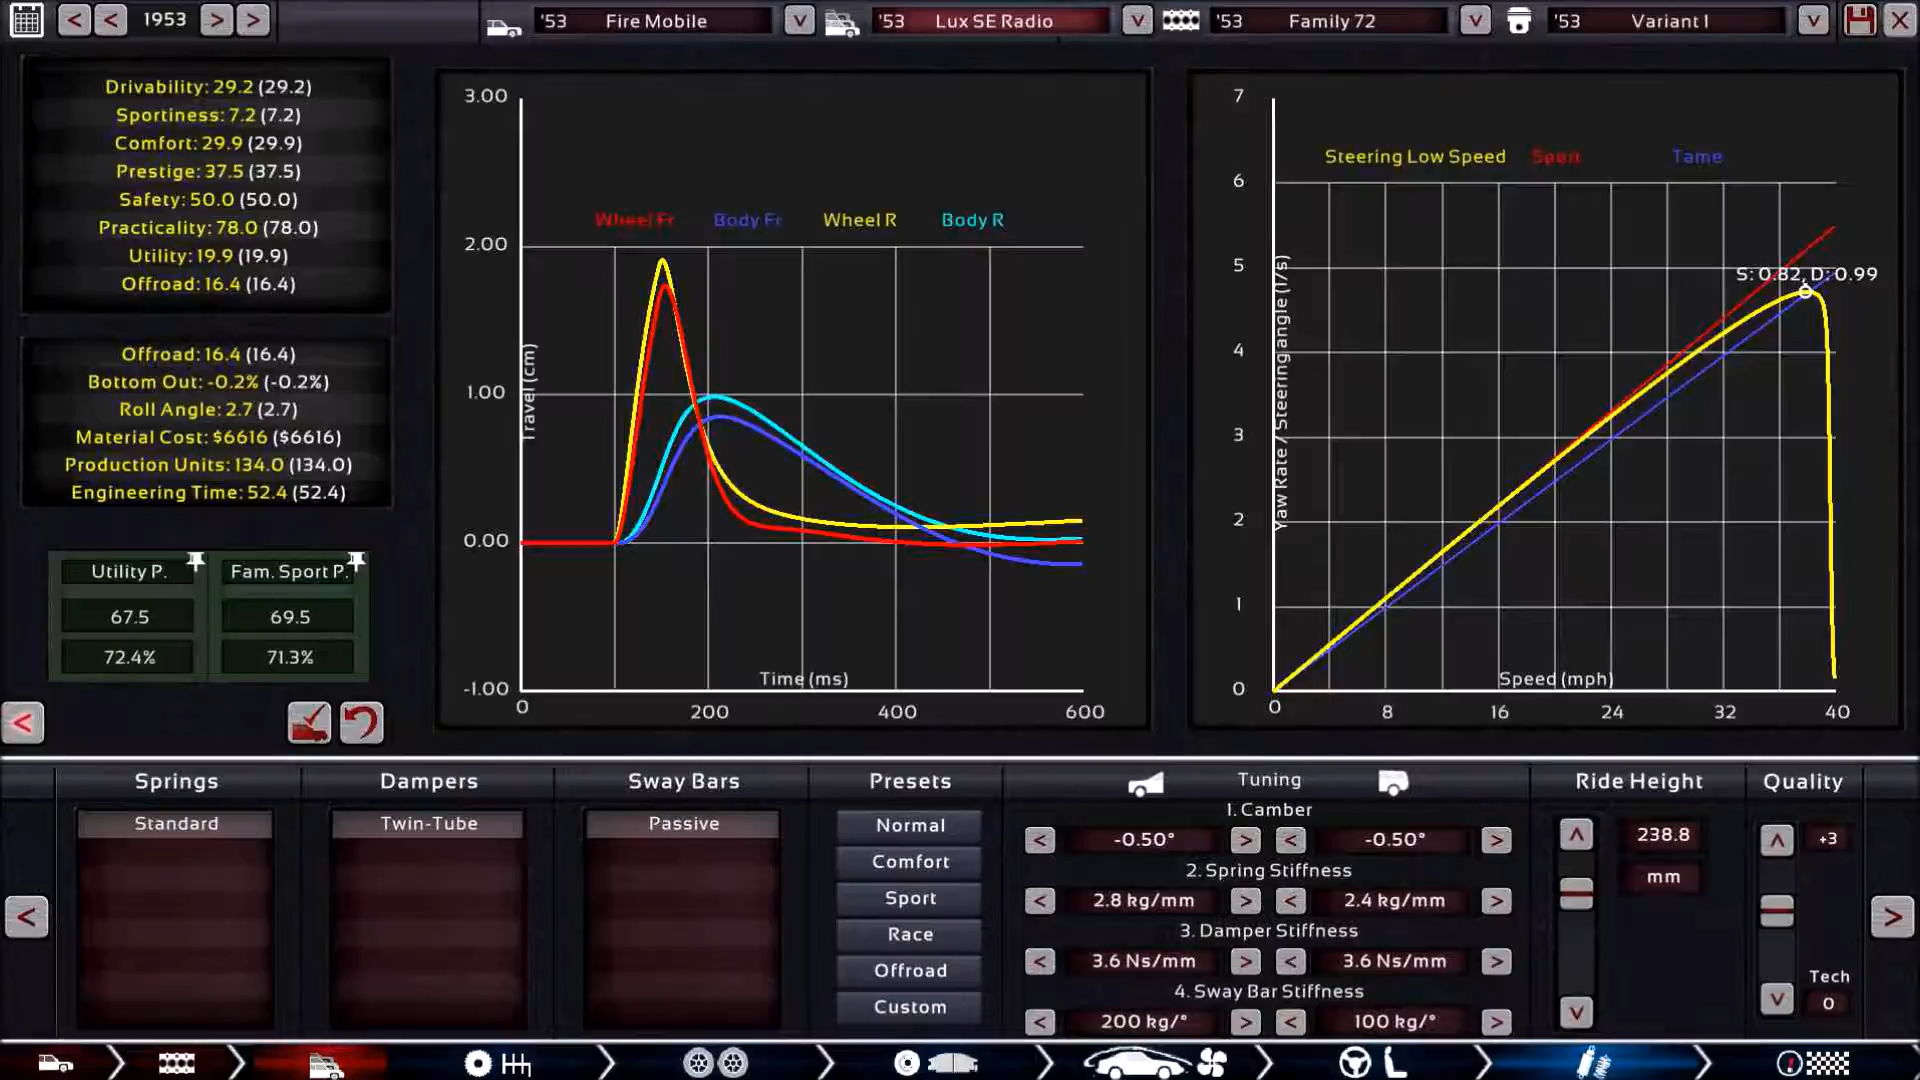 1953
'53 Fire Mobile
'53 Lux SE Radio
'53 Family 72
'53 Variant 1
Drivability: 29.2 (29.2)
Sportiness: 7.2 (7.2)
Comfort: 29.9 (29.9)
Prestige: 37.5 (37.5)
Safety: 50.0 (50.0)
Practicality: 78.0 (78.0)
Utility: 19.9 (19.9)
Offroad: 16.4 (16.4)
Offroad: 16.4 (16.4)
Bottom Out: -0.2% (-0.2%)
Roll Angle: 2.7 (2.7)
Material Cost: $6616 ($6616)
Production Units: 134.0 (134.0)
Engineering Time: 52.4 (52.4)
Utility P. Fam. Sport P.
67.5 69.5
72.4% 71.3%
3.00
2.00
1.00
0.00
-1.00
Wheel Fr Body Fr Wheel R Body R
Travel (cm)
Time (ms)
0 200 400 600
7
6
5
4
3
2
1
0
Steering Low Speed Sport Tame
S: 0.82, D: 0.99
Yaw Rate / Steering angle (1/s)
Speed (mph)
0 8 16 24 32 40
Springs
Standard
Dampers
Twin-Tube
Sway Bars
Passive
Presets
Normal
Comfort
Sport
Race
Offroad
Custom
Tuning
1. Camber
-0.50° -0.50°
2. Spring Stiffness
2.8 kg/mm 2.4 kg/mm
3. Damper Stiffness
3.6 Ns/mm 3.6 Ns/mm
4. Sway Bar Stiffness
200 kg/° 100 kg/°
Ride Height
238.8
mm
Quality
+3
Tech
0